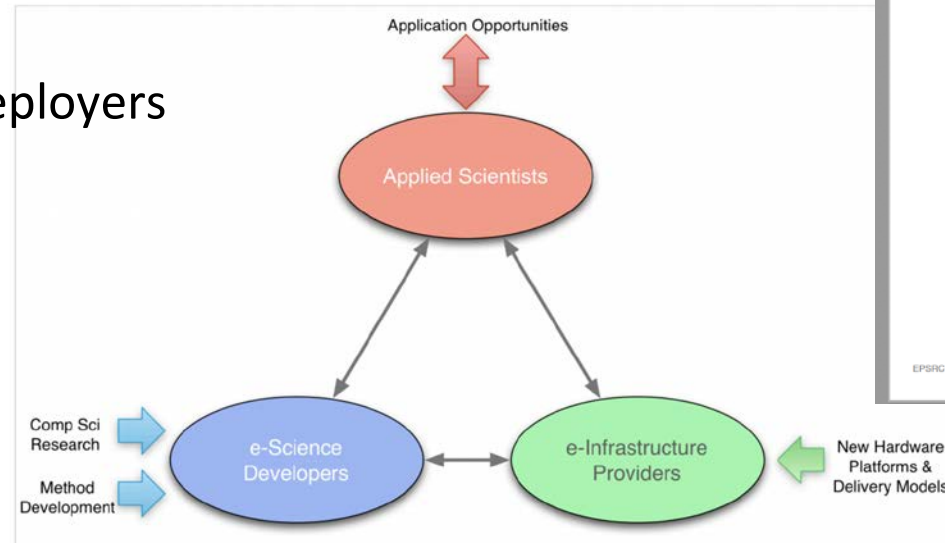 Application Opportunities
eployers
Applied Scientists
EPSRC
Comp Sci
Research
e-Science
Developers
e-Infrastructure
Providers
New Hardware
Platforms &
Delivery Models
Method
Development